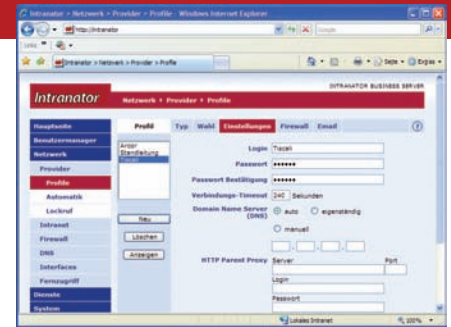 Intranator > Netzwerk > Provider > Profile - Windows Internet Explorer
http://intranator
Google
Links
Intranator > Netzwerk > Provider > Profile
Seite
Extras
INTRANATOR BUSINESS SERVER
Intranator
Netzwerk > Provider > Profile
Hauptseite
Benutzermanager
Netzwerk
Provider
Profile
Automatik
Lockruf
Intranet
Firewall
DNS
Interfaces
Fernzugriff
Dienste
System
Profil
Typ Wahl Einstellungen Firewall Email
Arcor
Standleitung
Tiscali
Neu
Löschen
Anzeigen
Login Tiscali
Passwort ••••••
Passwort Bestätigung ••••••
Verbindungs-Timeout 240 Sekunden
Domain Name Server (DNS) auto eigenständig
manuell
HTTP Parent Proxy Server Port
Login
Passwort
Lokales Intranet
100%